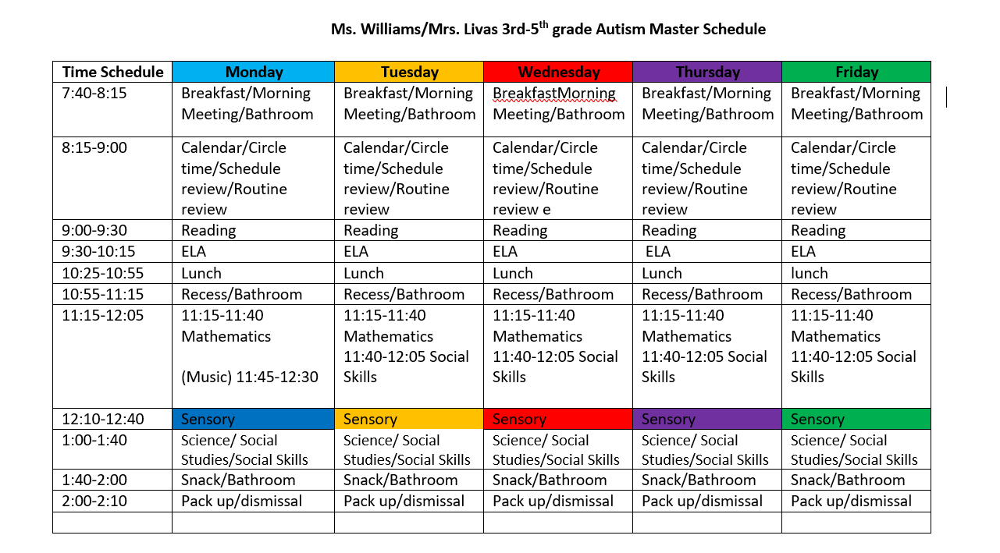 Ms. Williams/Mrs. Livas 3rd-5th grade Autism Master Schedule
Time Schedule Monday Tuesday Wednesday Thursday Friday
7:40-8:15 Breakfast/Morning Breakfast/Morning BreakfastMorning Breakfast/Morning Breakfast/Morning
Meeting/Bathroom Meeting/Bathroom Meeting/Bathroom Meeting/Bathroom Meeting/Bathroom
8:15-9:00 Calendar/Circle Calendar/Circle Calendar/Circle Calendar/Circle Calendar/Circle
time/Schedule time/Schedule time/Schedule time/Schedule time/Schedule
review/Routine review/Routine review/Routine review/Routine review/Routine
review review review e review review
9:00-9:30 Reading Reading Reading Reading Reading
9:30-10:15 ELA ELA ELA ELA ELA
10:25-10:55 Lunch Lunch Lunch Lunch lunch
10:55-11:15 Recess/Bathroom Recess/Bathroom Recess/Bathroom Recess/Bathroom Recess/Bathroom
11:15-12:05 11:15-11:40 11:15-11:40 11:15-11:40 11:15-11:40 11:15-11:40
Mathematics Mathematics Mathematics Mathematics Mathematics
11:40-12:05 Social 11:40-12:05 Social 11:40-12:05 Social 11:40-12:05 Social
(Music) 11:45-12:30 Skills Skills Skills Skills
12:10-12:40 Sensory Sensory Sensory Sensory Sensory
1:00-1:40 Science/ Social Science/ Social Science/ Social Science/ Social Science/ Social
Studies/Social Skills Studies/Social Skills Studies/Social Skills Studies/Social Skills Studies/Social Skills
1:40-2:00 Snack/Bathroom Snack/Bathroom Snack/Bathroom Snack/Bathroom Snack/Bathroom
2:00-2:10 Pack up/dismissal Pack up/dismissal Pack up/dismissal Pack up/dismissal Pack up/dismissal